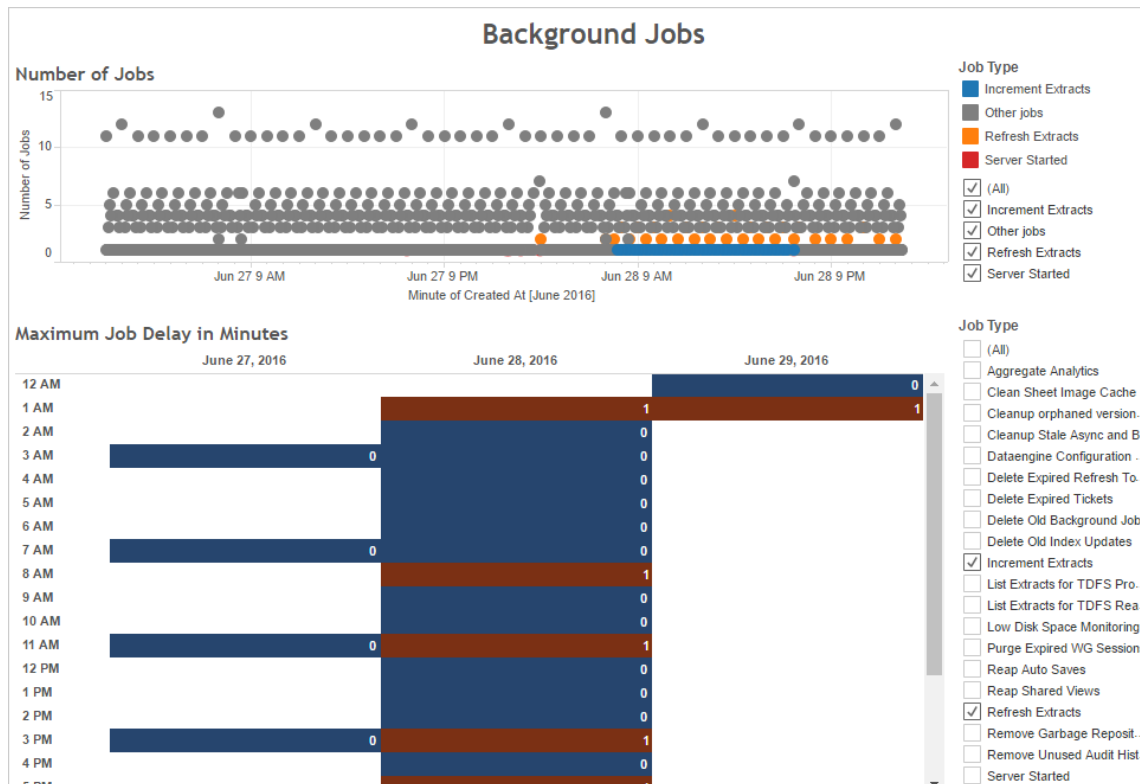 Background Jobs
Number of Jobs
15
10
5
0
Number of Jobs
Jun 27 9 AM Jun 27 9 PM Jun 28 9 AM Jun 28 9 PM
Minute of Created At [June 2016]
Job Type
Increment Extracts
Other jobs
Refresh Extracts
Server Started
(All)
Increment Extracts
Other jobs
Refresh Extracts
Server Started
Maximum Job Delay in Minutes
June 27, 2016 June 28, 2016 June 29, 2016
12 AM 0
1 AM 1 1
2 AM 0
3 AM 0 0
4 AM 0
5 AM 0
6 AM 0
7 AM 0 0
8 AM 1
9 AM 0
10 AM 0
11 AM 0 1
12 PM 0
1 PM 0
2 PM 0
3 PM 0 1
4 PM 0
Job Type
(All)
Aggregate Analytics
Clean Sheet Image Cache
Cleanup orphaned version..
Cleanup Stale Async and B
Dataengine Configuration ..
Delete Expired Refresh To..
Delete Expired Tickets
Delete Old Background Job
Delete Old Index Updates
Increment Extracts
List Extracts for TDFS Pro..
List Extracts for TDFS Rea
Low Disk Space Monitoring
Purge Expired WG Session
Reap Auto Saves
Reap Shared Views
Refresh Extracts
Remove Garbage Reposit..
Remove Unused Audit Hist
Server Started